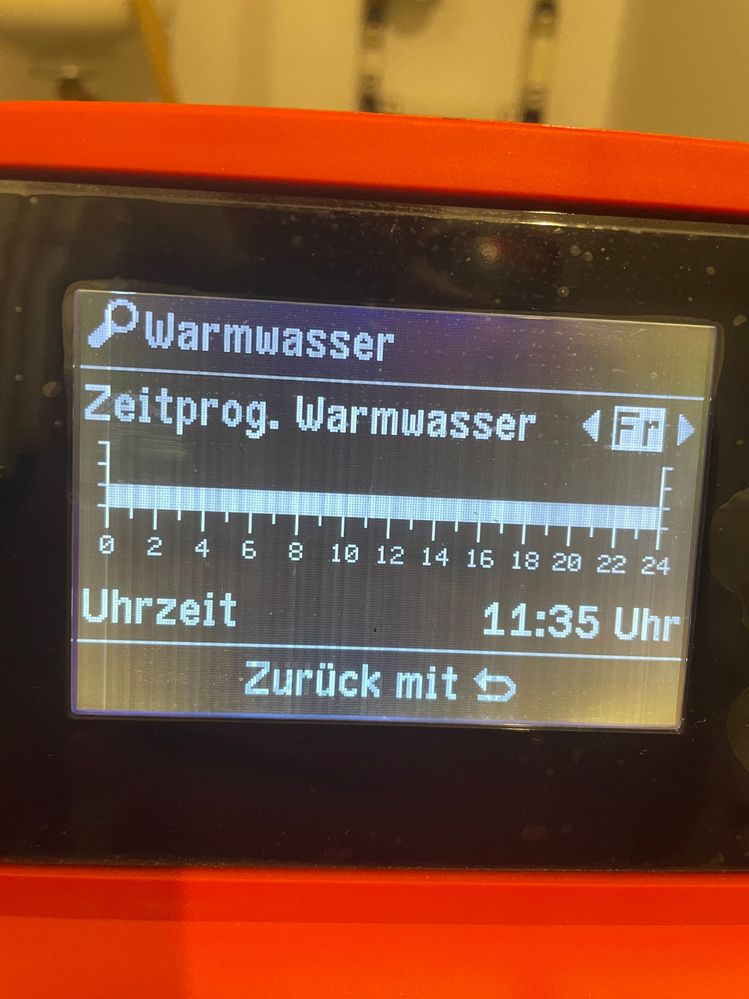 Warmwasser
Zeitprog. Warmwasser Fr
0 2 4 6 8 10 12 14 16 18 20 22 24
Uhrzeit 11:35 Uhr
Zurück mit